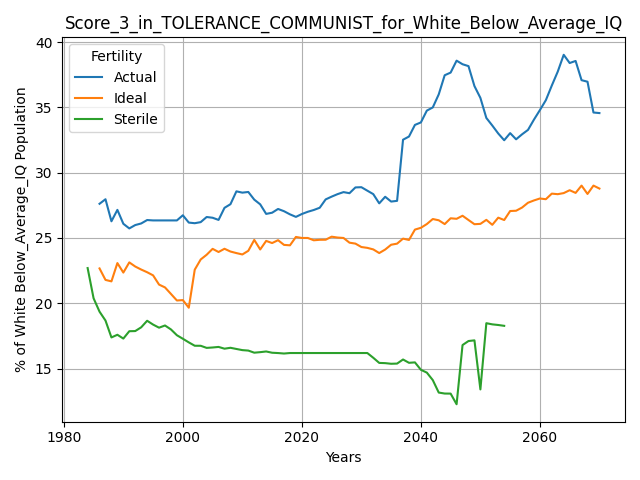 Score_3_in_TOLERANCE_COMMUNIST_for_White_Below_Average_IQ
Fertility
Actual
Ideal
Sterile
% of White Below_Average_IQ Population
40
35
30
25
20
15
1980
2000
2020
2040
2060
Years